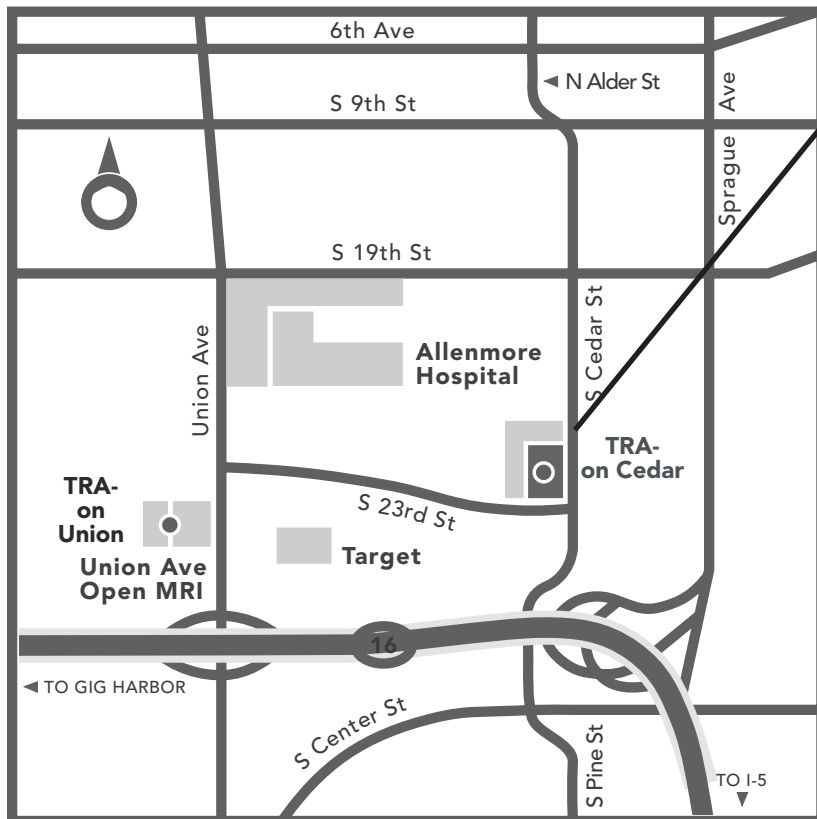 6th Ave
N Alder St
S 9th St
Sprague Ave
S 19th St
Union Ave
S Cedar St
Allenmore
Hospital
TRA-
on Cedar
TRA-
on
Union
S 23rd St
Union Ave
Open MRI
Target
16
TO GIG HARBOR
S Center St
S Pine St
TO I-5